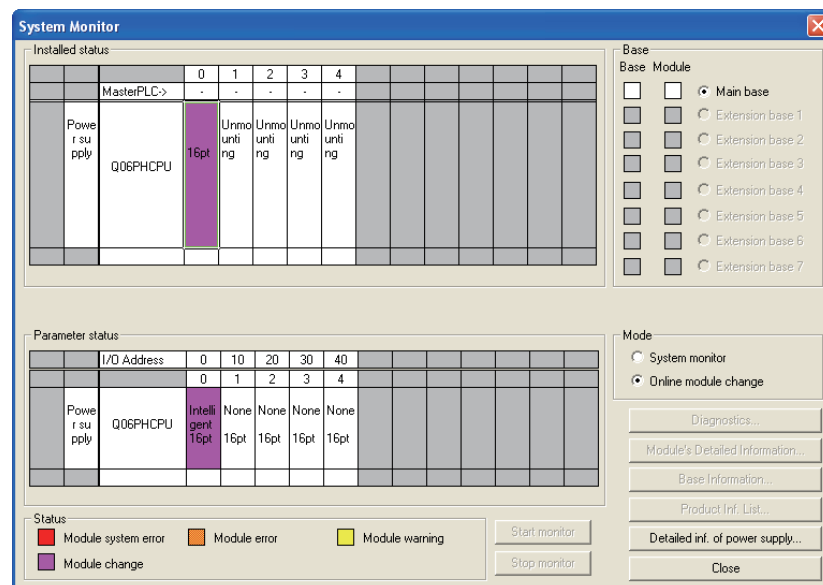 System Monitor
Installed status
0 1 2 3 4
MasterPLC-> - - - - -
Powe
r su
pply
Q06PHCPU
16pt
Unmo
unti
ng
Unmo
unti
ng
Unmo
unti
ng
Unmo
unti
ng
Base
Base Module
Main base
Extension base 1
Extension base 2
Extension base 3
Extension base 4
Extension base 5
Extension base 6
Extension base 7
Parameter status
I/O Address 0 10 20 30 40
0 1 2 3 4
Powe
r su
pply
Q06PHCPU
Intelli
gent
16pt
None
16pt
None
16pt
None
16pt
None
16pt
Mode
System monitor
Online module change
Diagnostics...
Module's Detailed Information...
Base Information...
Product Inf. List...
Detailed inf. of power supply...
Close
Status
Module system error Module error Module warning
Module change
Start monitor
Stop monitor